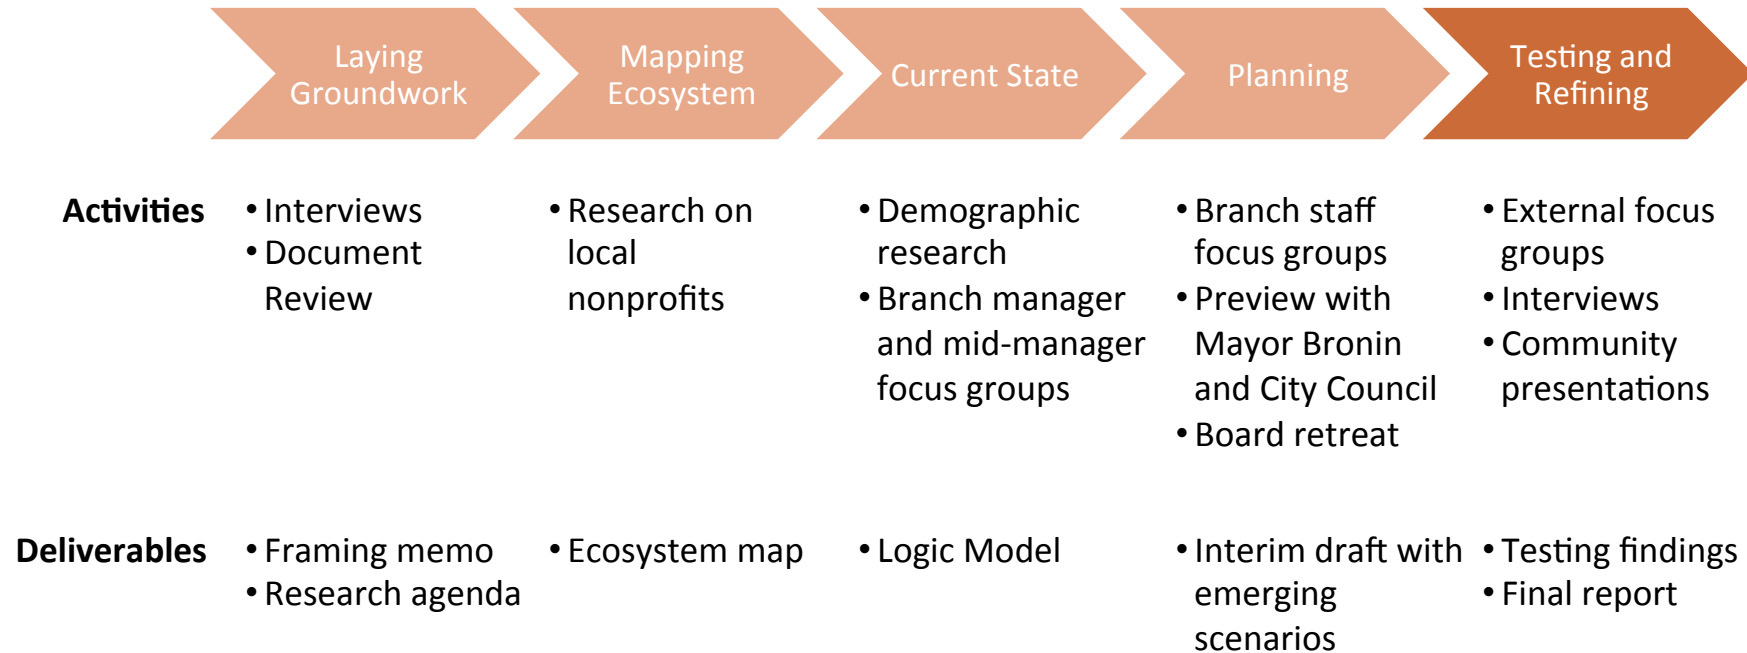 Laying
Groundwork
Mapping
Ecosystem
Current State
Planning
Testing and
Refining
Activities
• Interviews
• Document
Review
• Research on
local
nonprofits
• Demographic
research
• Branch manager
and mid-manager
focus groups
• Branch staff
focus groups
• Preview with
Mayor Bronin
and City Council
• Board retreat
• External focus
groups
• Interviews
• Community
presentations
Deliverables
• Framing memo
• Research agenda
• Ecosystem map
• Logic Model
• Interim draft with
emerging
scenarios
• Testing findings
• Final report